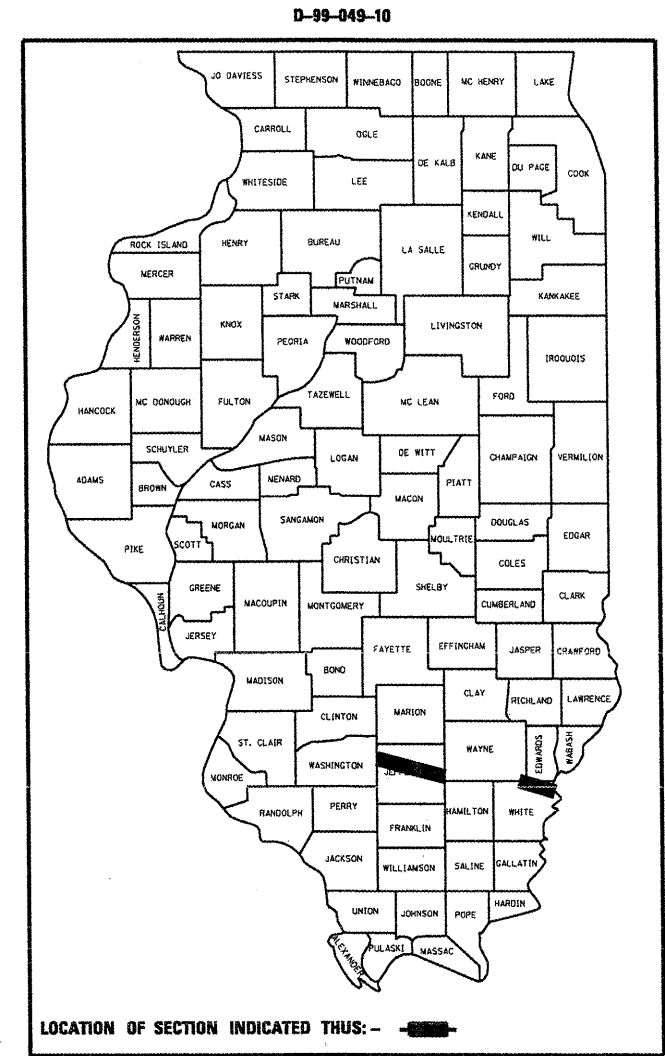 D-99-049-10
JO DAVIESS STEPHENSON WINNEBAGO BOONE MC HENRY LAKE
CARROLL OGLE
DE KALB KANE DU PAGE COOK
WHITESIDE LEE
KENDALL
ROCK ISLAND HENRY BUREAU LA SALLE WILL
GRUNDY
MERCER PUTNAM
STARK MARSHALL KANKAKEE
HENDERSON WARREN KNOX PEORIA WOODFORD LIVINGSTON IROQUOIS
HANCOCK MC DONOUGH FULTON TAZEWELL MC LEAN FORD
SCHUYLER MASON
ADAMS BROWN CASS MENARD LOGAN DE WITT PIATT CHAMPAIGN VERMILION
MACON
PIKE SCOTT MORGAN SANGAMON MOULTRIE DOUGLAS EDGAR
CHRISTIAN COLES
CALHOUN GREENE MACOUPIN MONTGOMERY SHELBY CUMBERLAND CLARK
JERSEY
FAYETTE EFFINGHAM JASPER CRAWFORD
MADISON BOND
CLAY RICHLAND LAWRENCE
CLINTON MARION
ST. CLAIR WAYNE EDWARDS WABASH
MONROE WASHINGTON
RANDOLPH PERRY HAMILTON WHITE
FRANKLIN
JACKSON WILLIAMSON SALINE GALLATIN
UNION JOHNSON POPE HARDIN
ALEXANDER PULASKI MASSAC
LOCATION OF SECTION INDICATED THUS: -